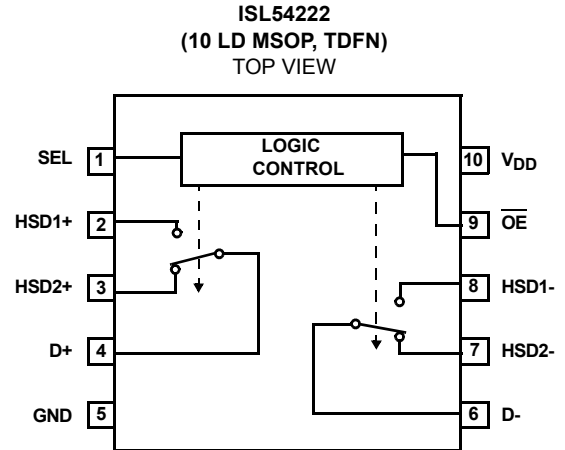 ISL54222
(10 LD MSOP, TDFN)
TOP VIEW
LOGIC
CONTROL
SEL 1
HSD1+ 2
HSD2+ 3
D+ 4
GND 5
10 VDD
9 O̅E̅
8 HSD1-
7 HSD2-
6 D-